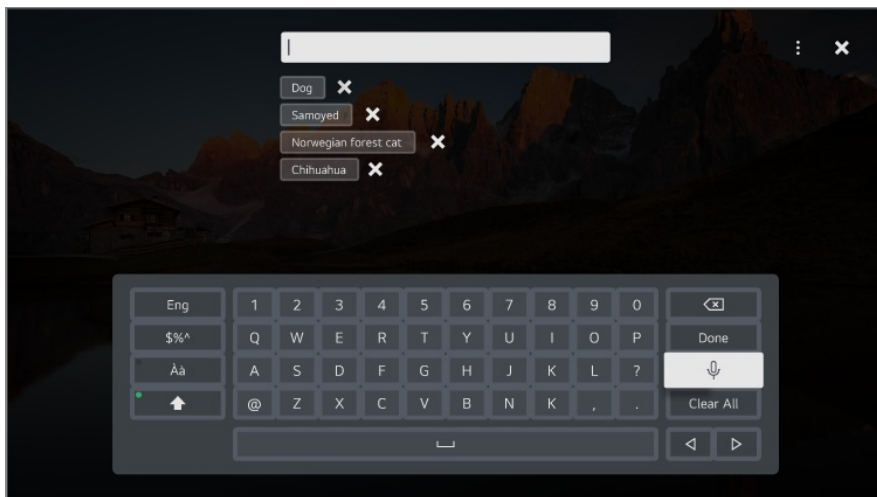 Dog
Samoyed
Norwegian forest cat
Chihuahua
Eng 1 2 3 4 5 6 7 8 9 0
$%^ Q W E R T Y U I O P Done
Àà A S D F G H J K L ?
@ Z X C V B N K , . Clear All